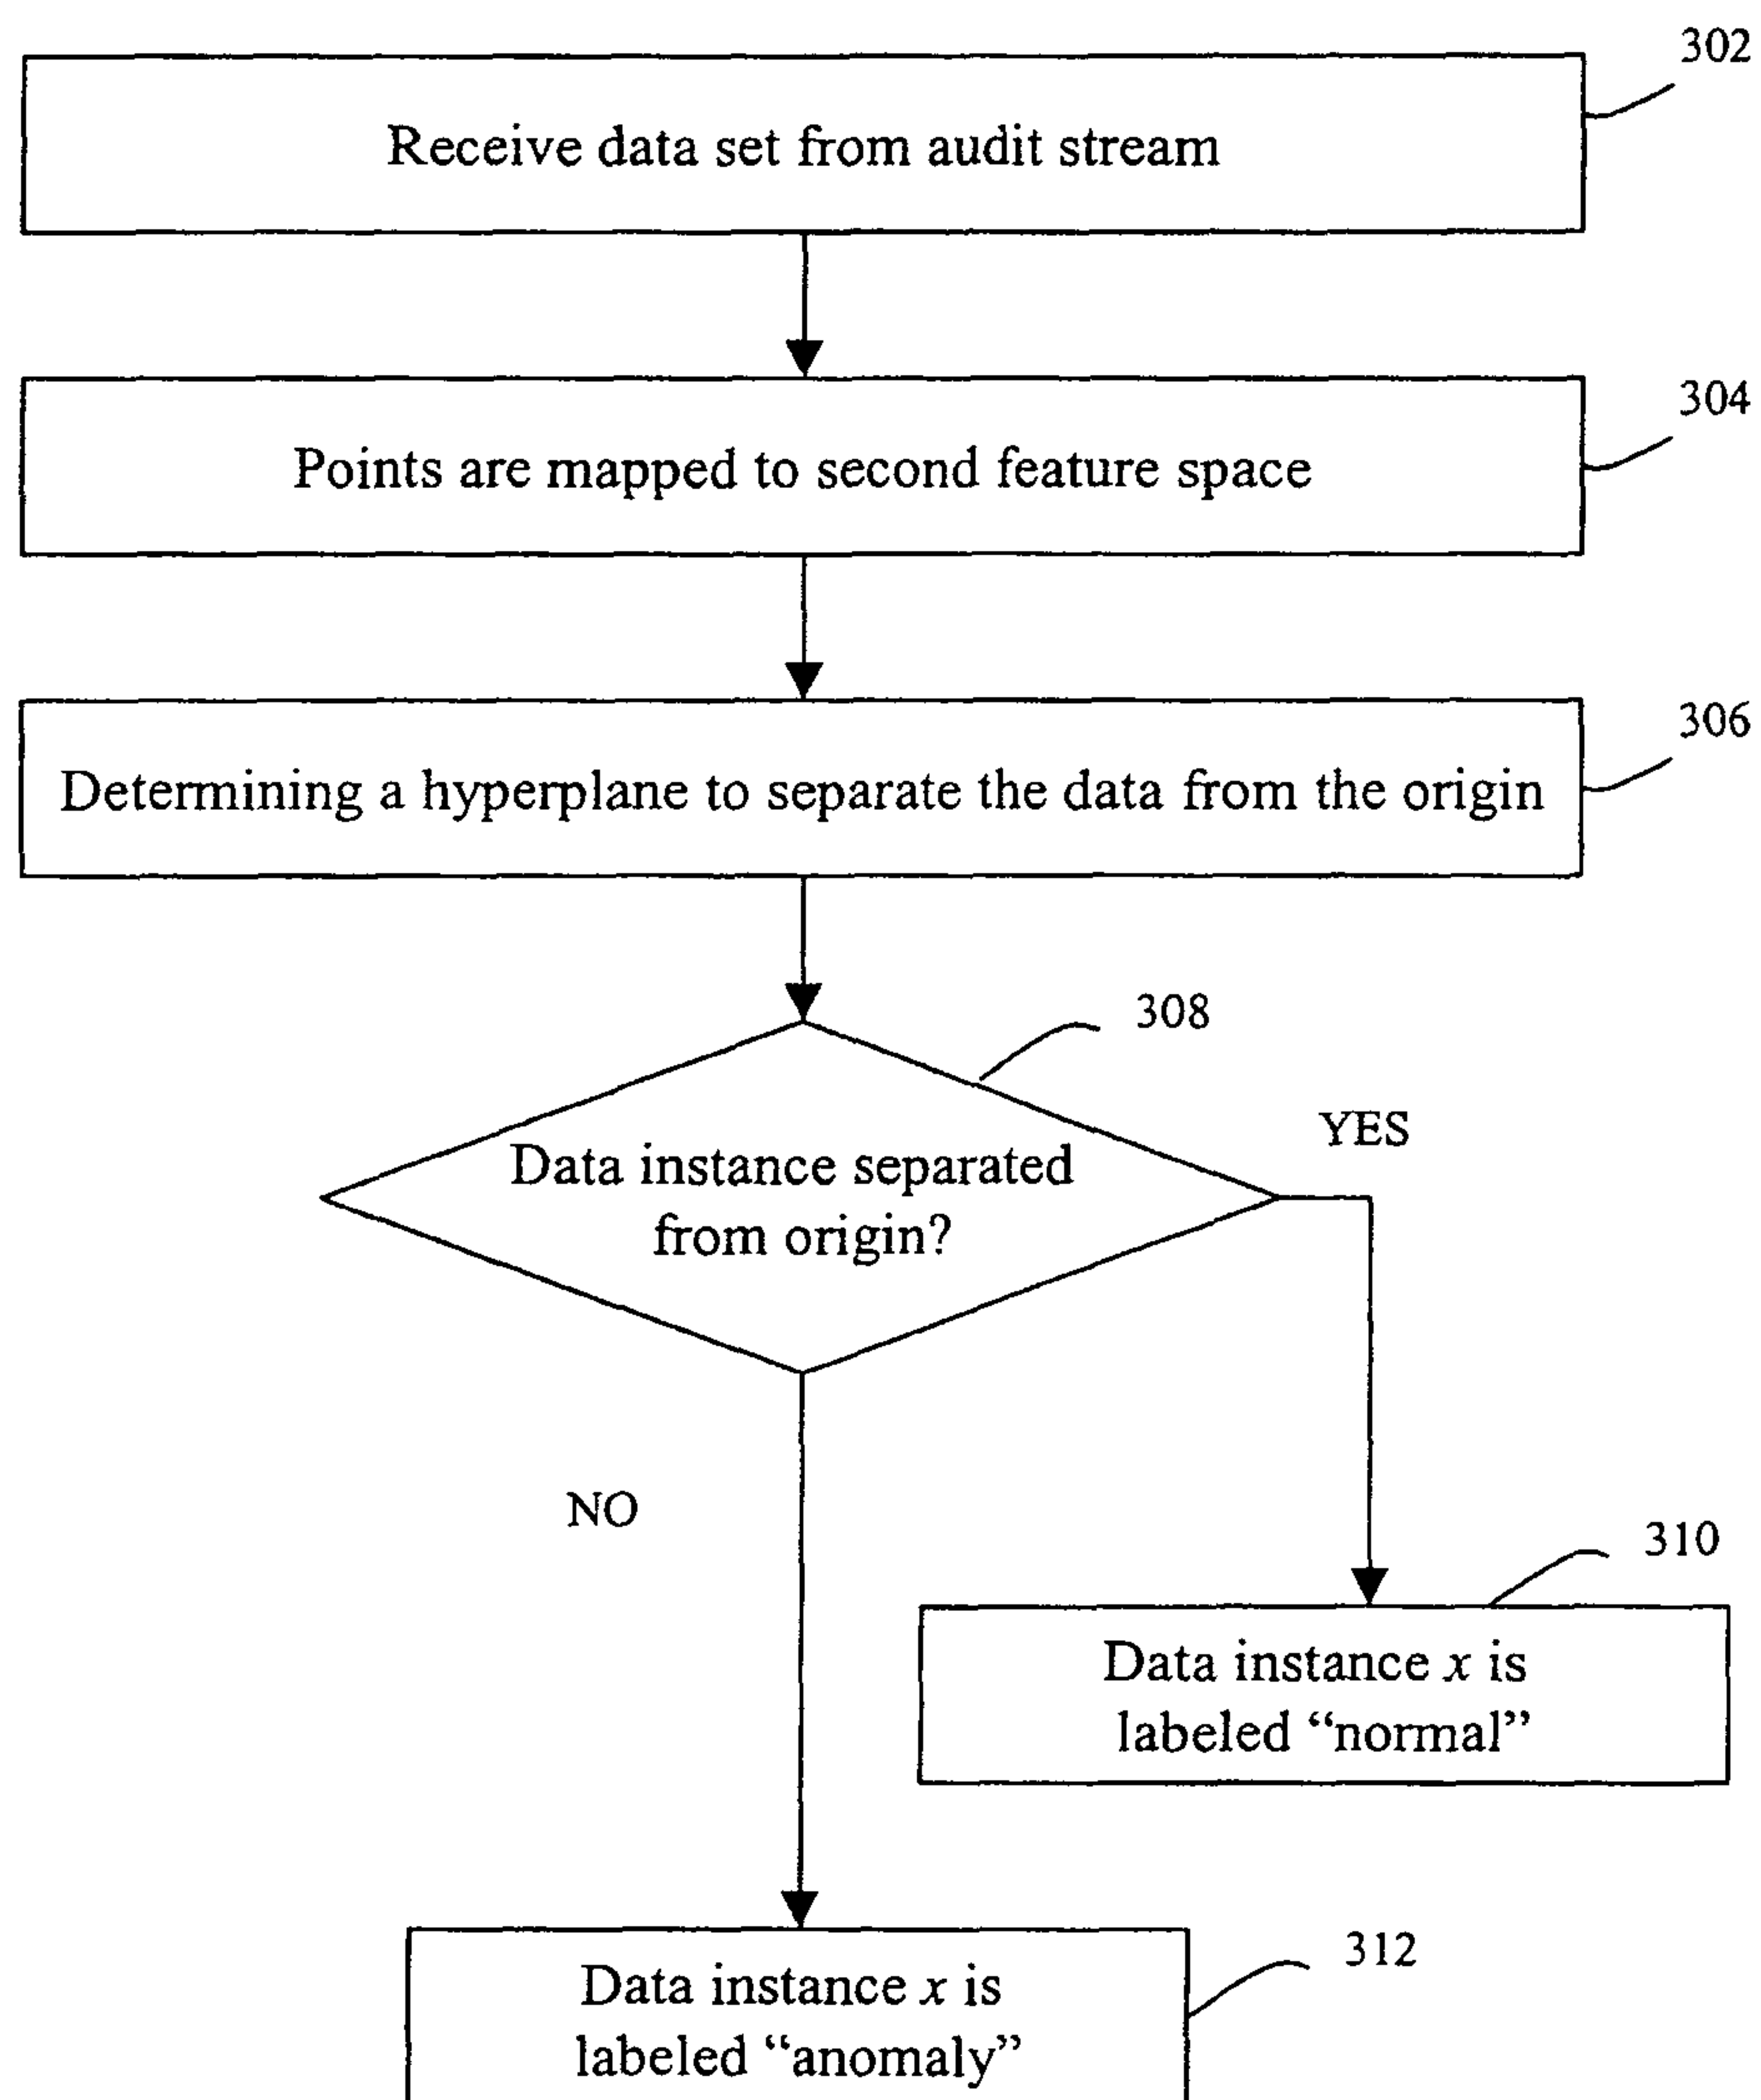 302
Receive data set from audit stream
304
Points are mapped to second feature space
306
Determining a hyperplane to separate the data from the origin
308
YES
Data instance separated
from origin?
NO
310
Data instance x is
labeled “normal”
312
Data instance x is
labeled “anomaly”